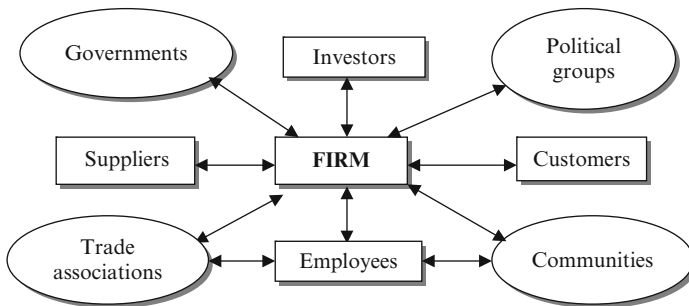 Governments
Investors
Political
groups
Suppliers
FIRM
Customers
Trade
associations
Employees
Communities